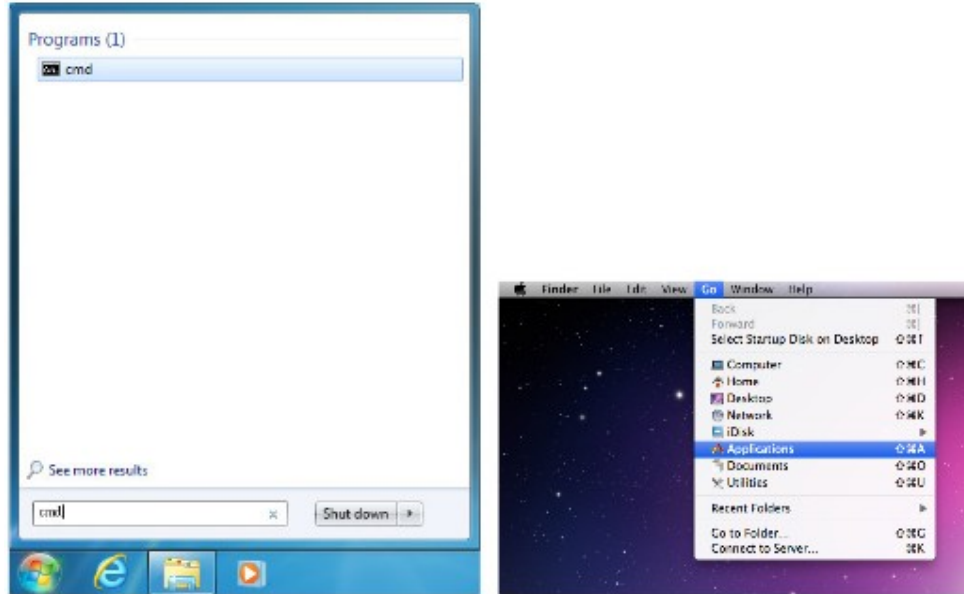 Programs (1)
cmd
See more results
cmd
Shut down
Finder File Edit View Go Window Help
Back ⌘[
Forward ⌘]
Select Startup Disk on Desktop ⇧⌘↑
Computer ⇧⌘C
Home ⇧⌘H
Desktop ⇧⌘D
Network ⇧⌘K
iDisk
Applications ⇧⌘A
Documents ⇧⌘O
Utilities ⇧⌘U
Recent Folders
Go to Folder... ⇧⌘G
Connect to Server... ⌘K